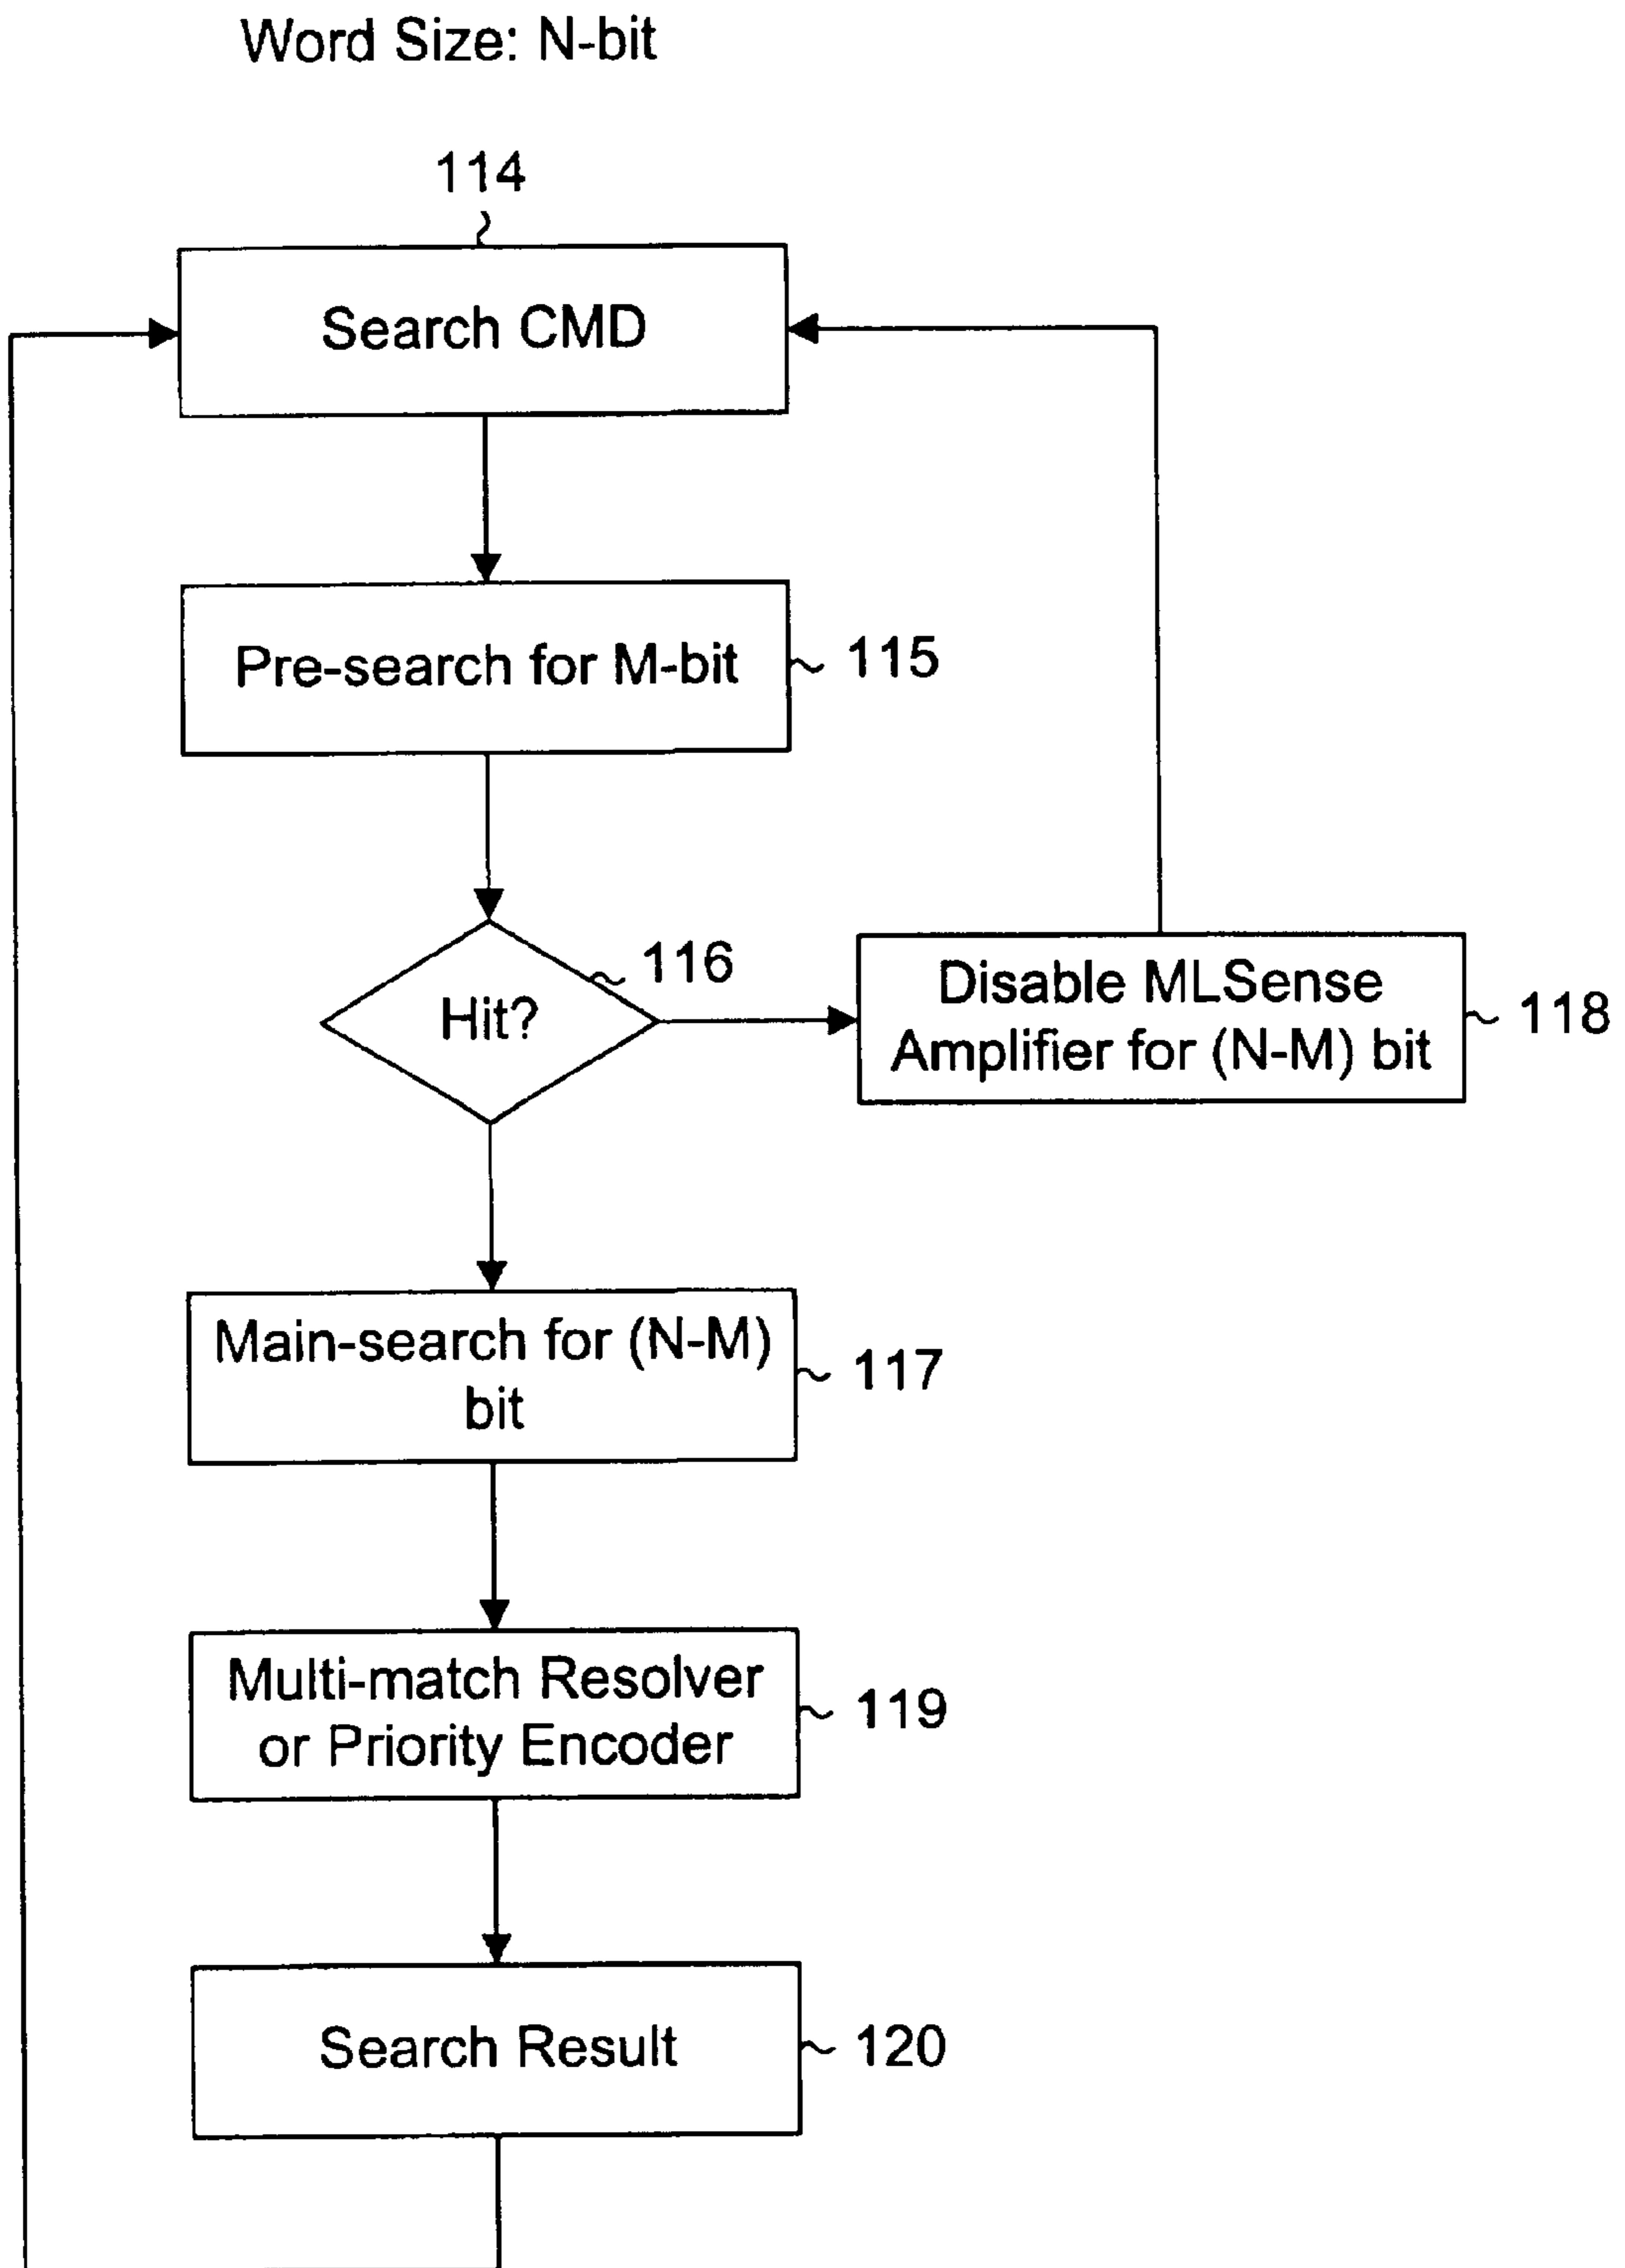 Word Size: N-bit
114
Search CMD
Pre-search for M-bit
115
116
Hit?
Disable MLSense
Amplifier for (N-M) bit
118
Main-search for (N-M)
bit
117
Multi-match Resolver
or Priority Encoder
119
Search Result
120